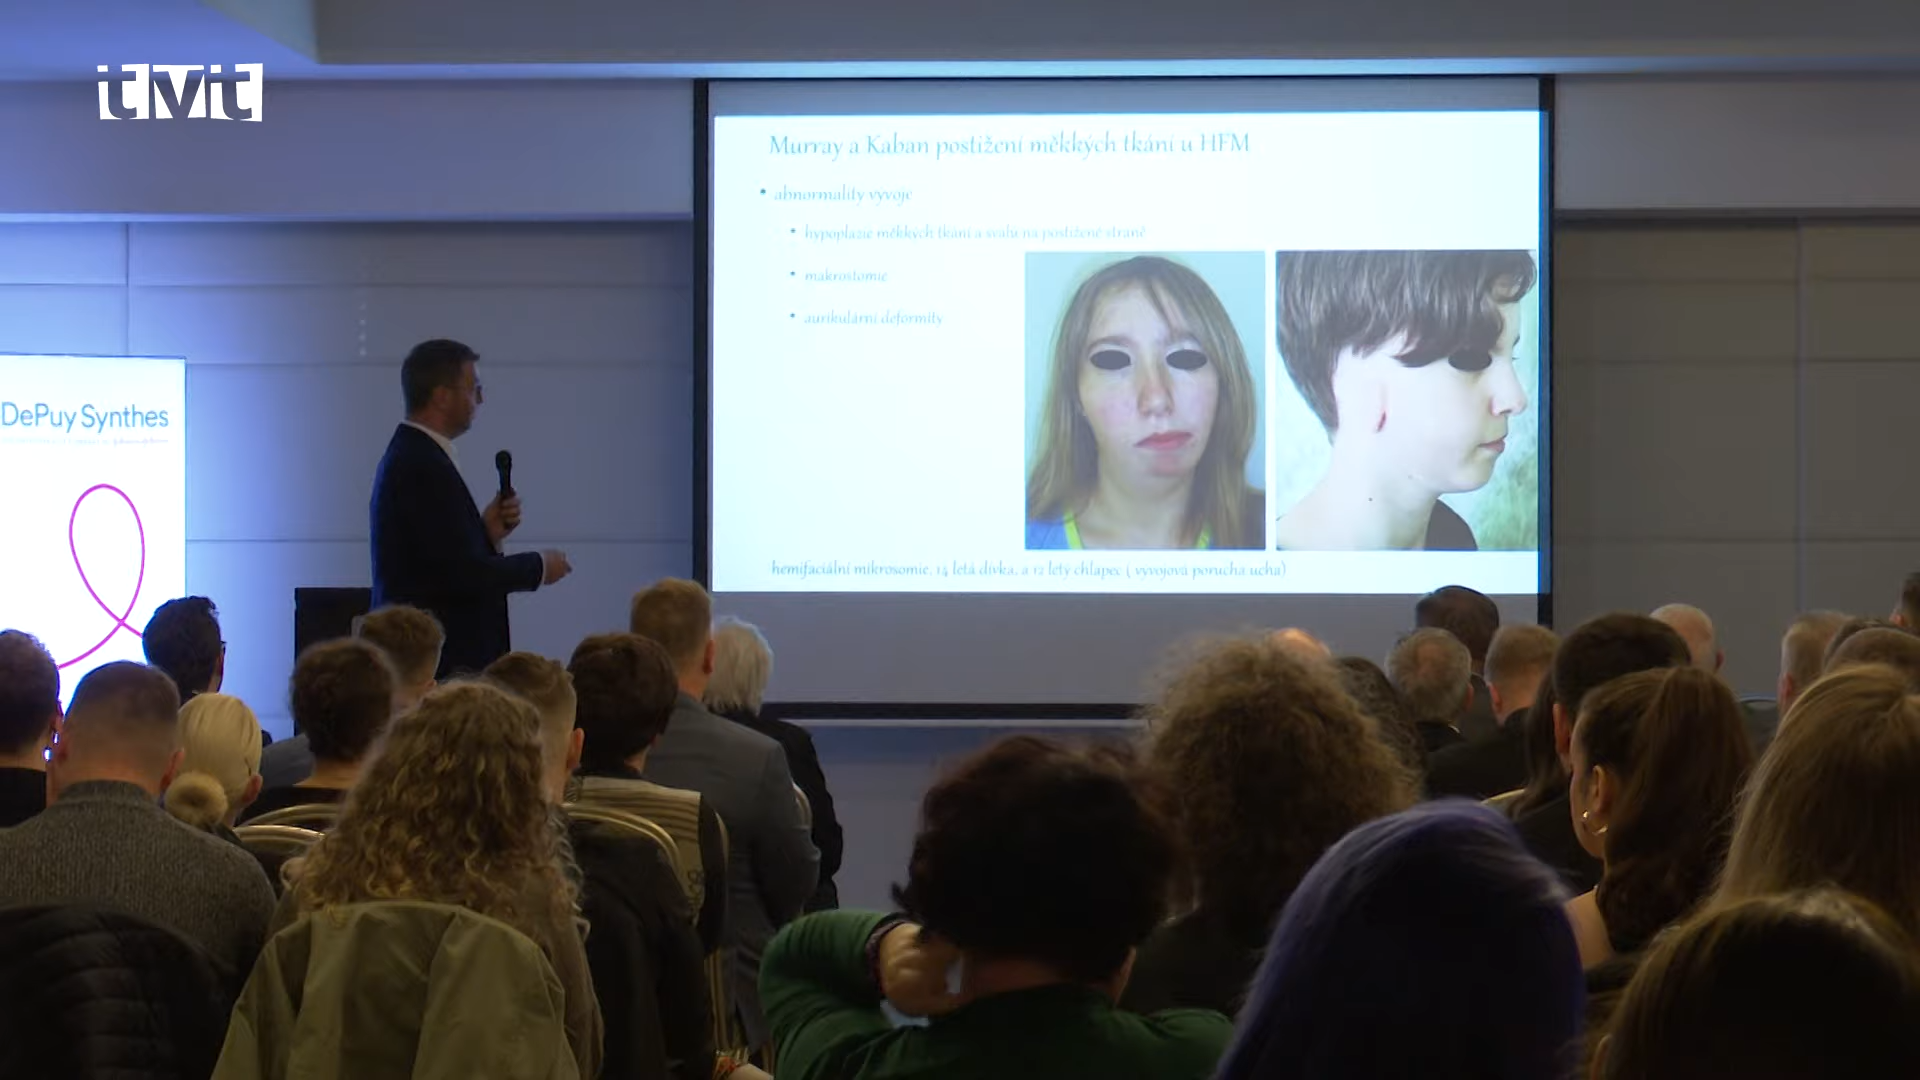 itvit
Murray a Kaban postižení měkkých tkání u HFM
abnormality vývoje
hypoplazie měkkých tkání a svalů na postižené straně
makrostomie
aurikulární deformity
DePuy Synthes
hemifaciální mikrosomie, 14 letá dívka, a 12 letý chlapec ( vývojová porucha ucha)